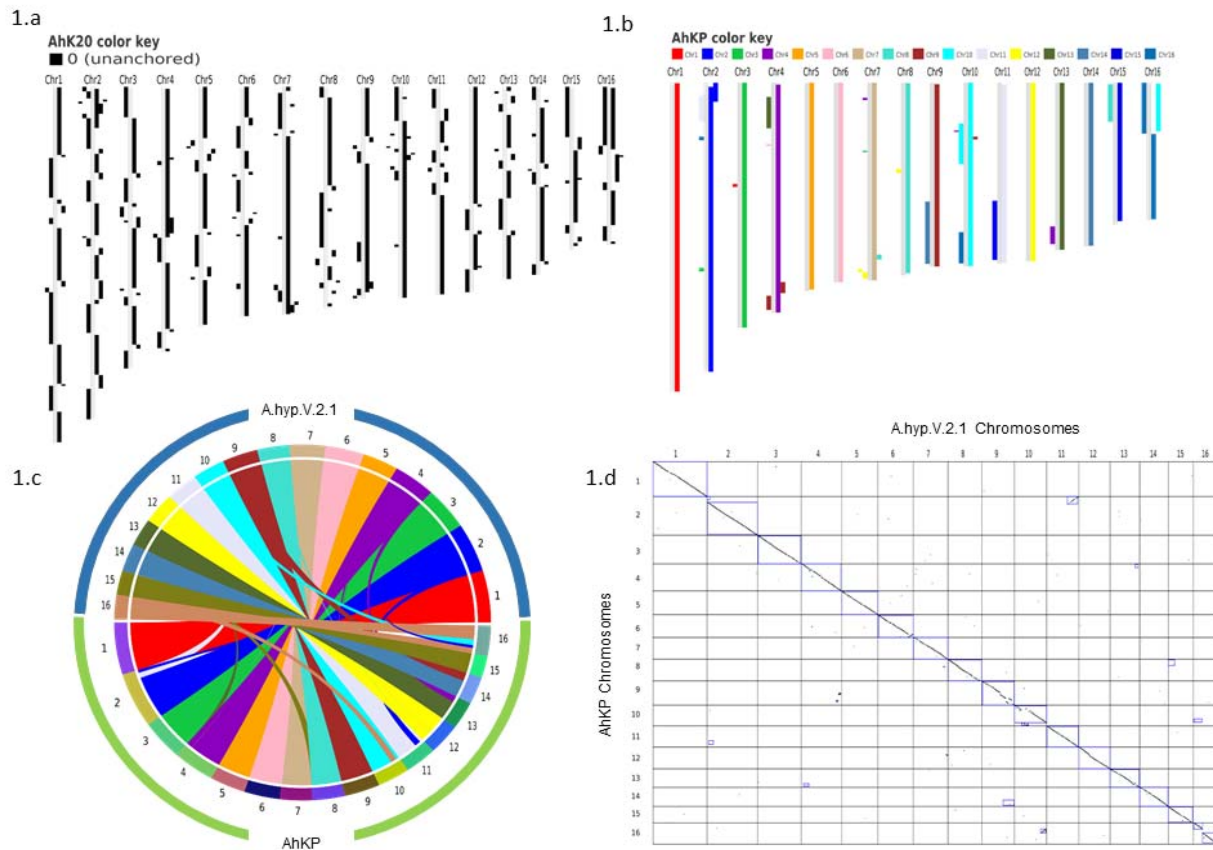 1.a
AhK20 color key
0 (unanchored)
Chr1 Chr2 Chr3 Chr4 Chr5 Chr6 Chr7 Chr8 Chr9 Chr10 Chr11 Chr12 Chr13 Chr14 Chr15 Chr16
1.b
AhKP color key
Chr1 Chr2 Chr3 Chr4 Chr5 Chr6 Chr7 Chr8 Chr9 Chr10 Chr11 Chr12 Chr13 Chr14 Chr15 Chr16
Chr1 Chr2 Chr3 Chr4 Chr5 Chr6 Chr7 Chr8 Chr9 Chr10 Chr11 Chr12 Chr13 Chr14 Chr15 Chr16
1.c
A.hyp.V.2.1
16 15 14 13 12 11 10 9 8 7 6 5 4 3 2 1
1 2 3 4 5 6 7 8 9 10 11 12 13 14 15 16
AhKP
1.d
A.hyp.V.2.1 Chromosomes
1 2 3 4 5 6 7 8 9 10 11 12 13 14 15 16
AhKP Chromosomes
1
2
3
4
5
6
7
8
9
10
11
12
13
14
15
16